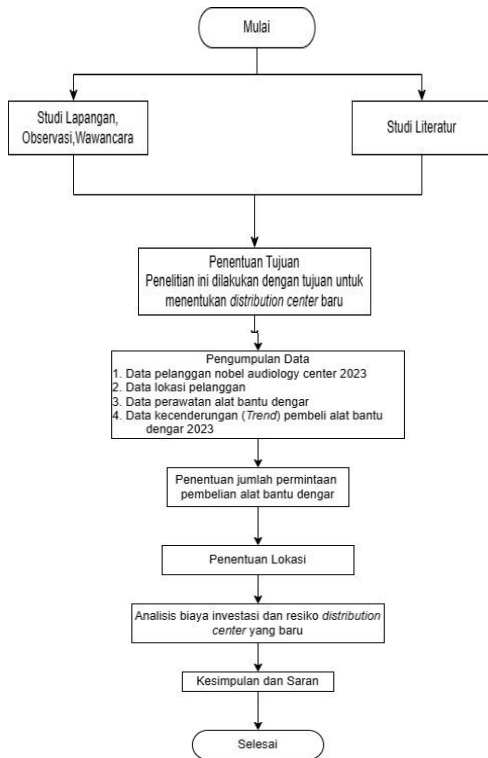 Mulai
Studi Lapangan,
Observasi,Wawancara
Studi Literatur
Penentuan Tujuan
Penelitian ini dilakukan dengan tujuan untuk
menentukan distribution center baru
Pengumpulan Data
1. Data pelanggan nobel audiology center 2023
2. Data lokasi pelanggan
3. Data perawatan alat bantu dengar
4. Data kecenderungan (Trend) pembeli alat bantu
dengar 2023
Penentuan jumlah permintaan
pembelian alat bantu dengar
Penentuan Lokasi
Analisis biaya investasi dan resiko distribution
center yang baru
Kesimpulan dan Saran
Selesai